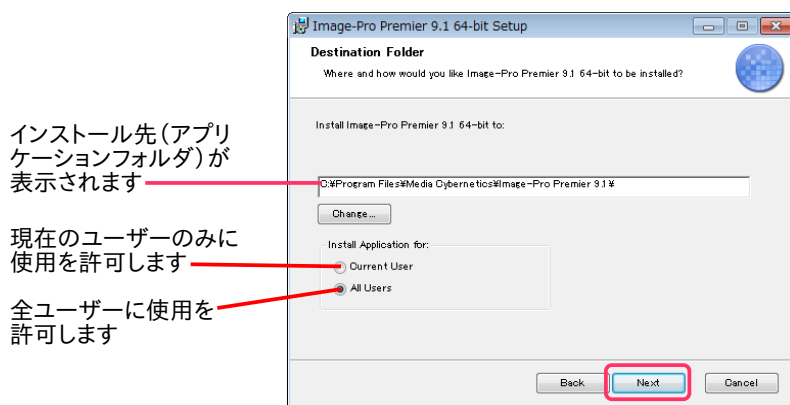 Image-Pro Premier 9.1 64-bit Setup
Destination Folder
Where and how would you like Image-Pro Premier 9.1 64-bit to be installed?
Install Image-Pro Premier 9.1 64-bit to:
インストール先（アプリ
ケーションフォルダ）が
表示されます
C:¥Program Files¥Media Cybernetics¥Image-Pro Premier 9.1¥
Change...
現在のユーザーのみに
使用を許可します
Install Application for:
Current User
All Users
全ユーザーに使用を
許可します
Back
Next
Cancel